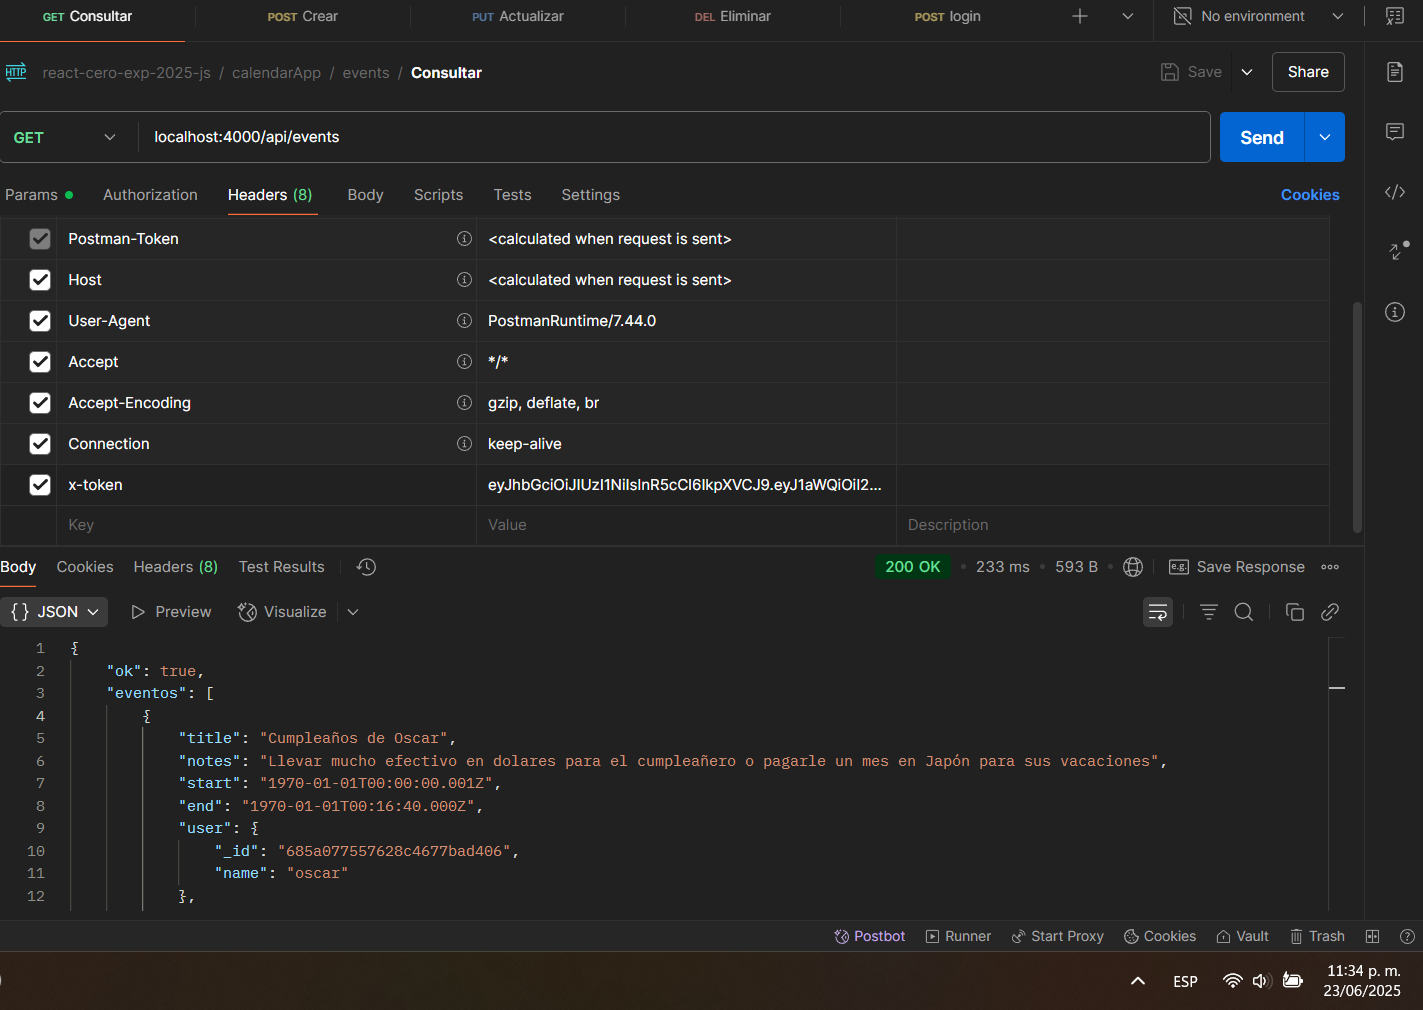 GET Consultar
POST Crear
PUT Actualizar
DEL Eliminar
POST login
No environment
HTTP react-cero-exp-2025-js / calendarApp / events / Consultar
Save
Share
GET
localhost:4000/api/events
Send
Params
Authorization
Headers (8)
Body
Scripts
Tests
Settings
Cookies
Postman-Token <calculated when request is sent>
Host <calculated when request is sent>
User-Agent PostmanRuntime/7.44.0
Accept */*
Accept-Encoding gzip, deflate, br
Connection keep-alive
x-token eyJhbGciOiJIUzI1NiIsInR5cCI6IkpXVCJ9.eyJ1aWQiOiI2...
Key Value Description
Body
Cookies
Headers (8)
Test Results
200 OK • 233 ms • 593 B
e.g. Save Response
{} JSON
Preview
Visualize
1 {
2 "ok": true,
3 "eventos": [
4 {
5 "title": "Cumpleaños de Oscar",
6 "notes": "Llevar mucho efectivo en dolares para el cumpleañero o pagarle un mes en Japón para sus vacaciones",
7 "start": "1970-01-01T00:00:00.001Z",
8 "end": "1970-01-01T00:16:40.000Z",
9 "user": {
10 "_id": "685a077557628c4677bad406",
11 "name": "oscar"
12 },
Postbot
Runner
Start Proxy
Cookies
Vault
Trash
ESP
11:34 p. m.
23/06/2025